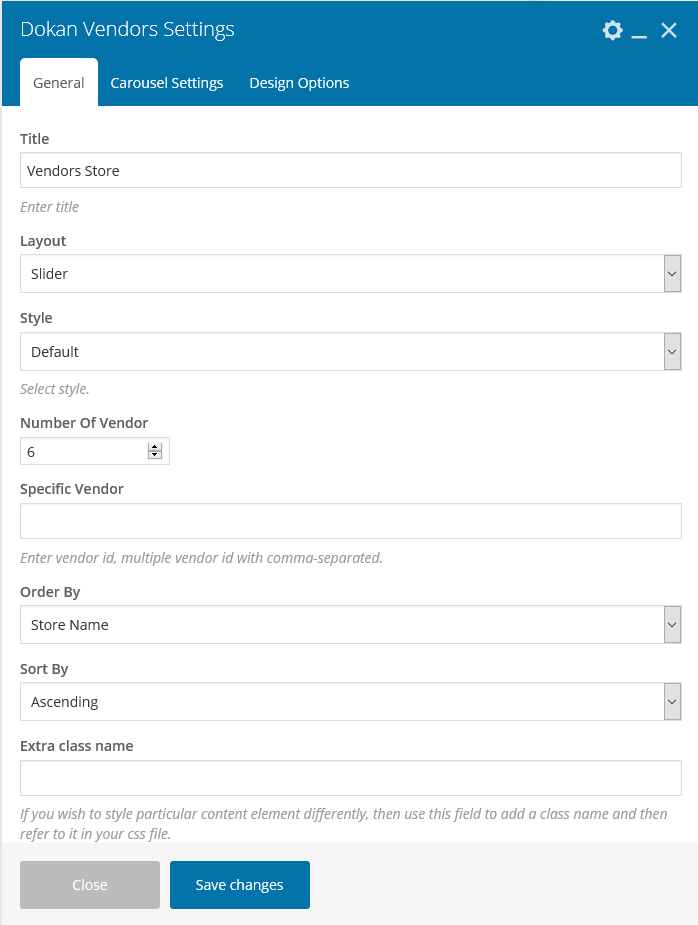 Dokan Vendors Settings
General Carousel Settings Design Options
Title
Vendors Store
Enter title
Layout
Slider
Style
Default
Select style.
Number Of Vendor
6
Specific Vendor
Enter vendor id, multiple vendor id with comma-separated.
Order By
Store Name
Sort By
Ascending
Extra class name
If you wish to style particular content element differently, then use this field to add a class name and then
refer to it in your css file.
Close Save changes